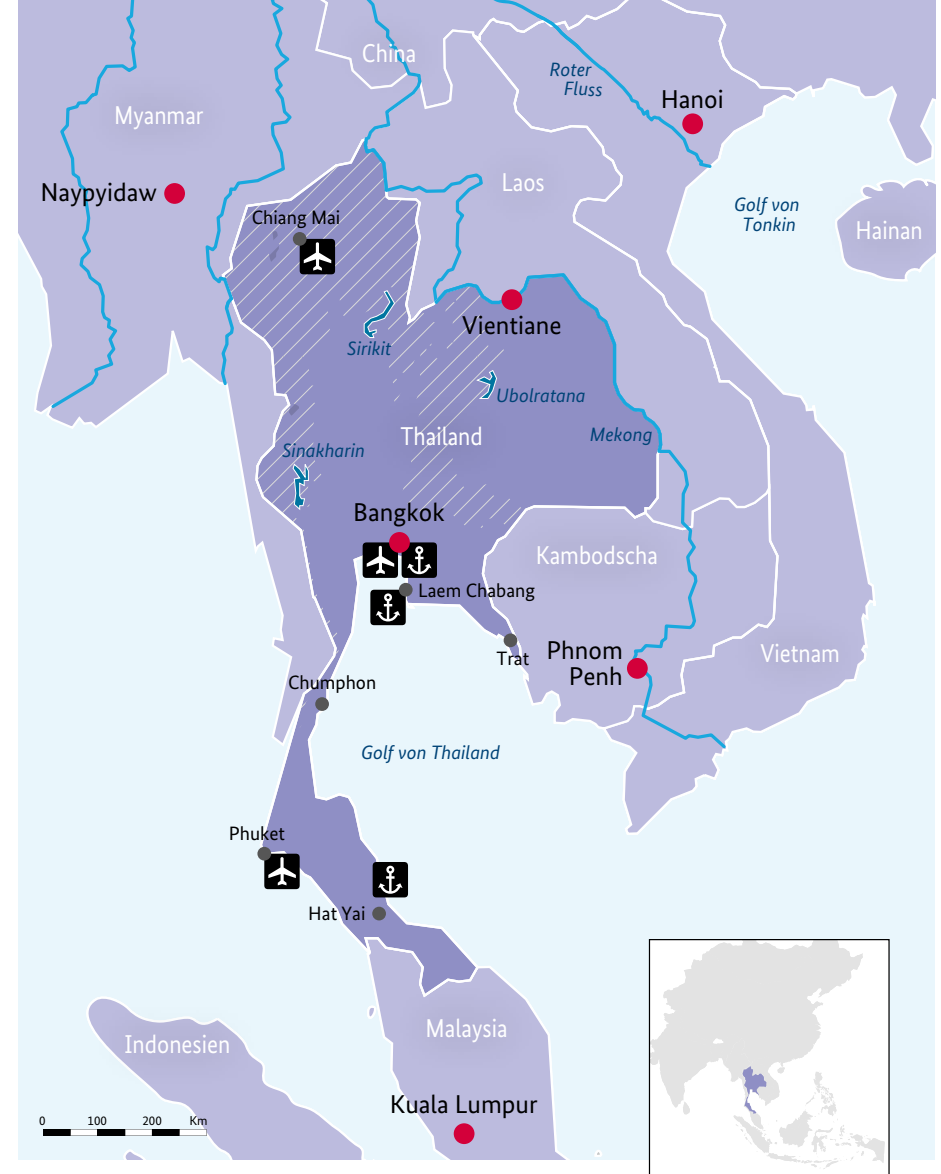 China
Roter
Fluss
Hanoi
Myanmar
Naypyidaw
Laos
Golf von
Tonkin
Hainan
Chiang Mai
Vientiane
Sirikit
Ubolratana
Thailand
Mekong
Sinakharin
Bangkok
Kambodscha
Laem Chabang
Trat
Phnom
Penh
Vietnam
Chumphon
Golf von Thailand
Phuket
Hat Yai
Malaysia
Indonesien
Kuala Lumpur
0 100 200 Km